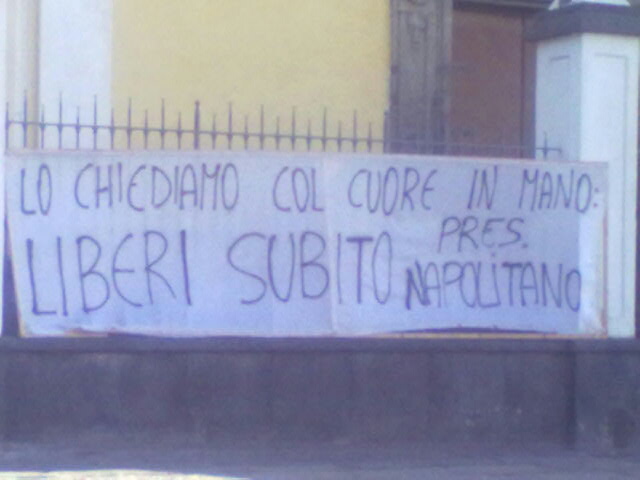 LO CHIEDIAMO COL CUORE IN MANO:
LIBERI SUBITO PRES. NAPOLITANO